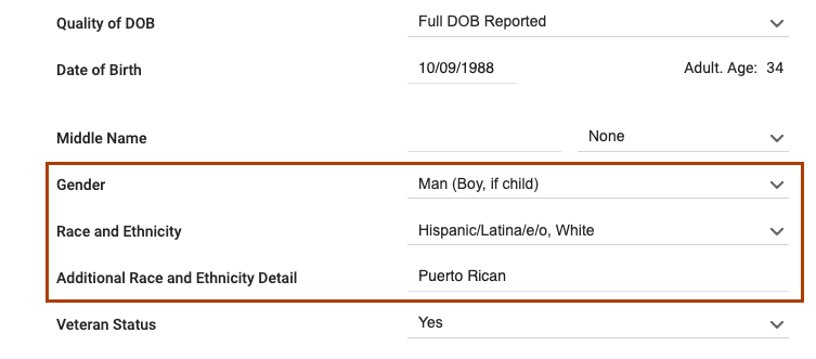 Quality of DOB Full DOB Reported
Date of Birth 10/09/1988 Adult. Age: 34
Middle Name None
Gender Man (Boy, if child)
Race and Ethnicity Hispanic/Latina/e/o, White
Additional Race and Ethnicity Detail Puerto Rican
Veteran Status Yes